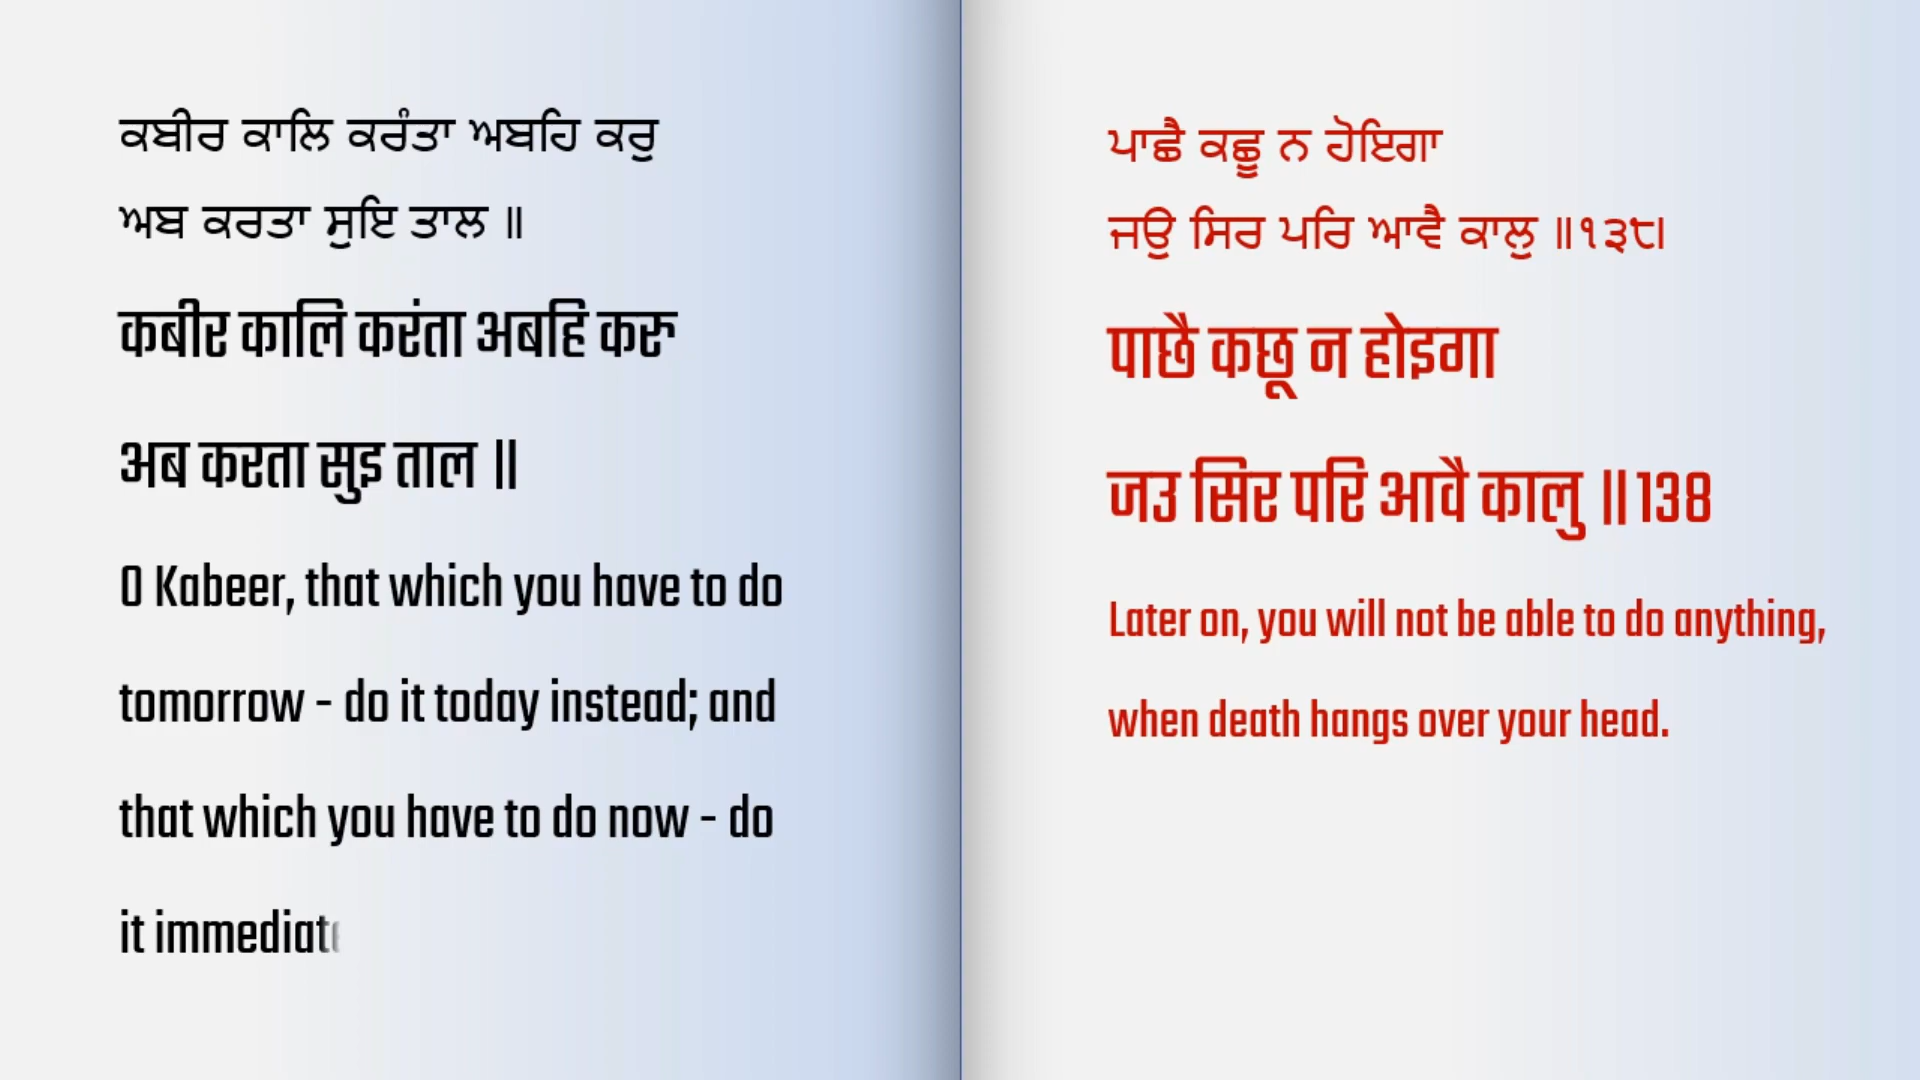 ਕਬੀਰ ਕਾਲਿ ਕਰੰਤਾ ਅਬਹਿ ਕਰੁ
ਅਬ ਕਰਤਾ ਸੁਇ ਤਾਲ ॥
कबीर कालि करंता अबहि करु
अब करता सुइ ताल ॥
O Kabeer, that which you have to do
tomorrow - do it today instead; and
that which you have to do now - do
it immediate
ਪਾਛੈ ਕਛੂ ਨ ਹੋਇਗਾ
ਜਉ ਸਿਰ ਪਰਿ ਆਵੈ ਕਾਲੁ ॥੧੩੮।
पाछै कछू न होइगा
जउ सिर परि आवै कालु ॥138
Later on, you will not be able to do anything,
when death hangs over your head.